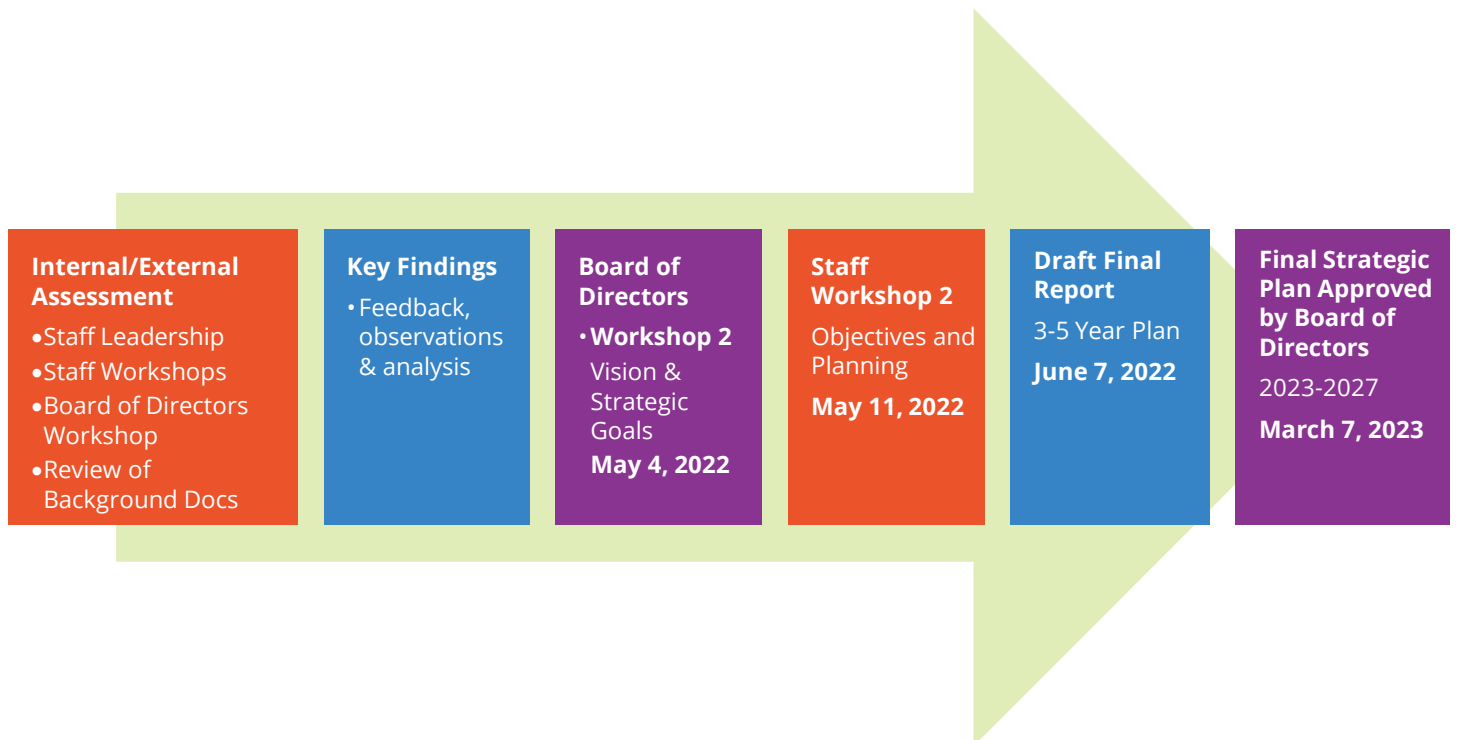 Internal/External
Assessment
•Staff Leadership
•Staff Workshops
•Board of Directors
Workshop
•Review of
Background Docs
Key Findings
•Feedback,
observations
& analysis
Board of
Directors
•Workshop 2
Vision &
Strategic
Goals
May 4, 2022
Staff
Workshop 2
Objectives and
Planning
May 11, 2022
Draft Final
Report
3-5 Year Plan
June 7, 2022
Final Strategic
Plan Approved
by Board of
Directors
2023-2027
March 7, 2023